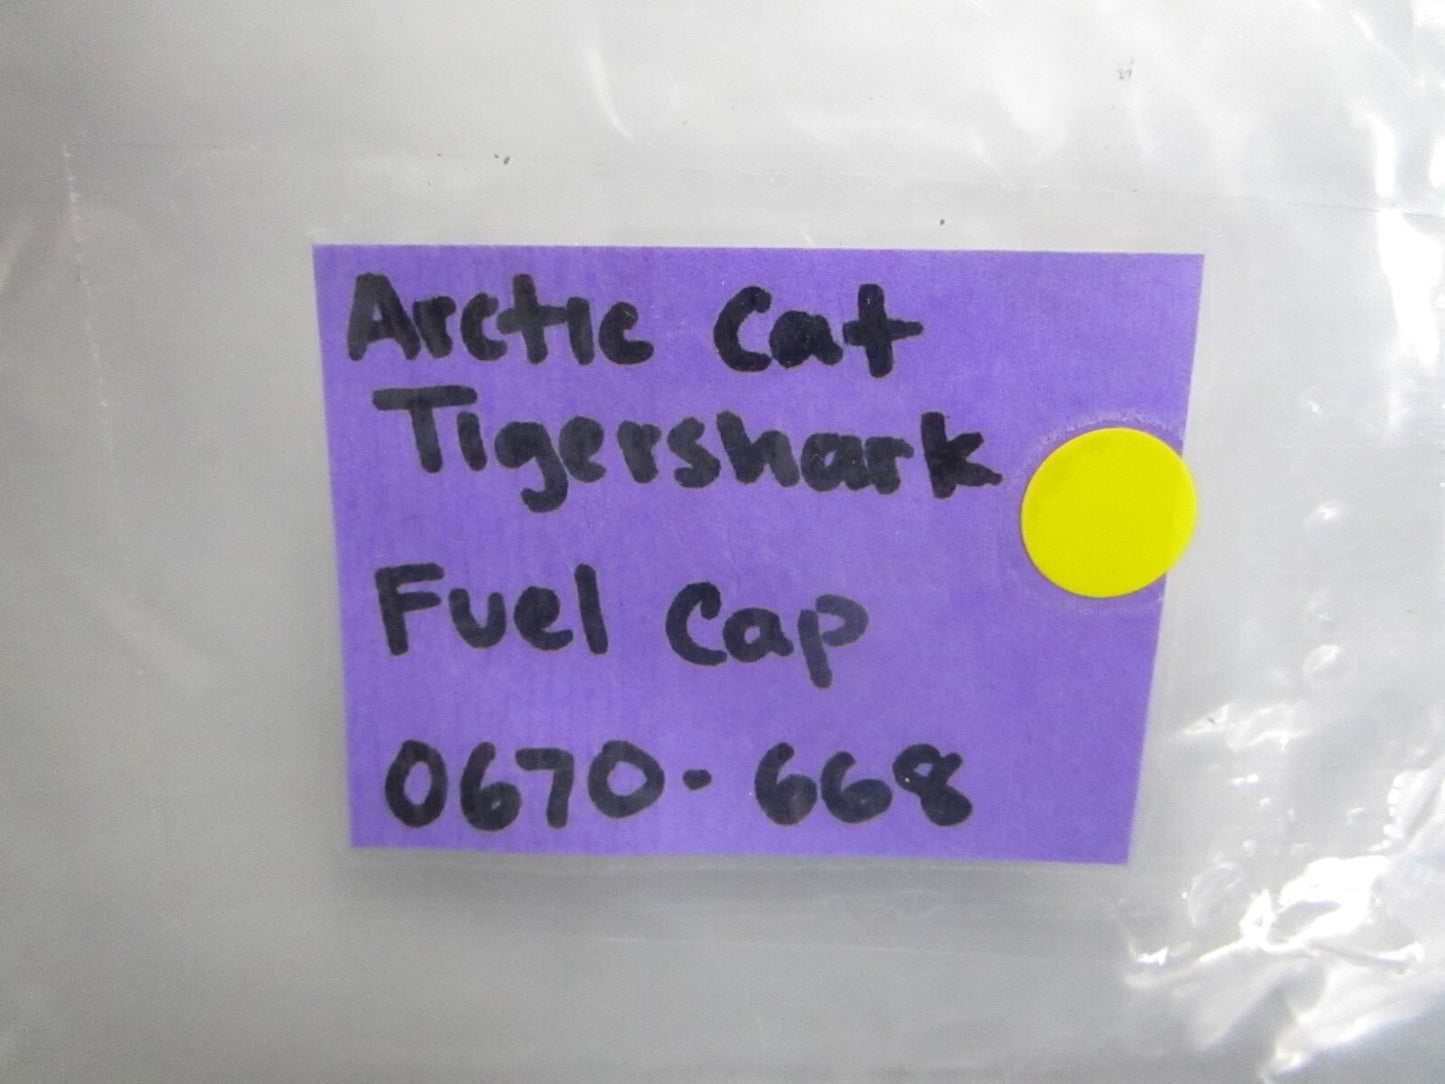 Arctic Cat
Tigershark
Fuel Cap
0670-668